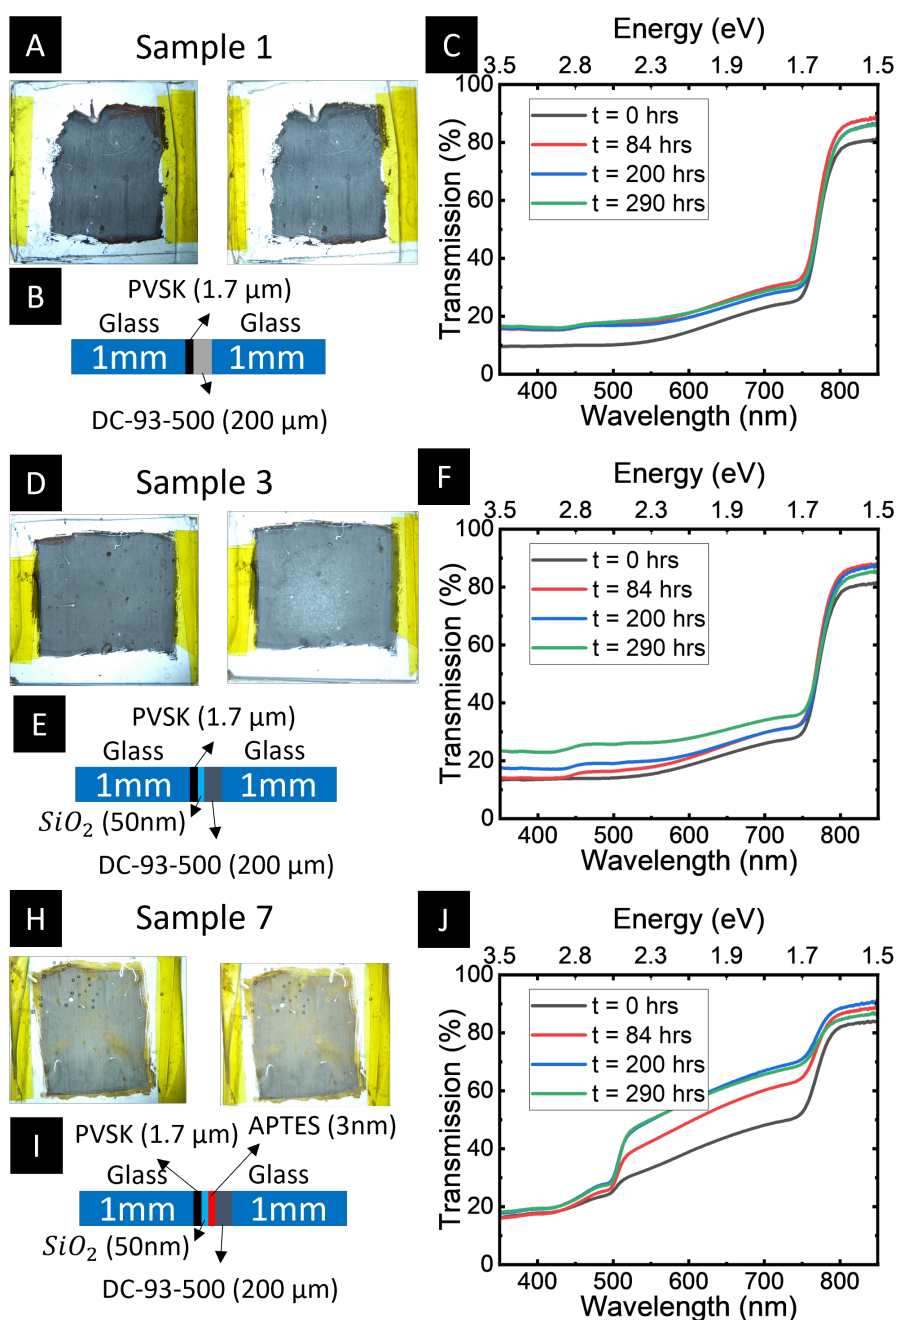 A
Sample 1
B
PVSK (1.7 μm)
Glass
Glass
1mm
1mm
DC-93-500 (200 μm)
C
Energy (eV)
3.5 2.8 2.3 1.9 1.7 1.5
t = 0 hrs
t = 84 hrs
t = 200 hrs
t = 290 hrs
Transmission (%)
100
80
60
40
20
0
400 500 600 700 800
Wavelength (nm)
D
Sample 3
E
PVSK (1.7 μm)
Glass
Glass
1mm
1mm
SiO₂ (50nm)
DC-93-500 (200 μm)
F
Energy (eV)
3.5 2.8 2.3 1.9 1.7 1.5
t = 0 hrs
t = 84 hrs
t = 200 hrs
t = 290 hrs
Transmission (%)
100
80
60
40
20
0
400 500 600 700 800
Wavelength (nm)
H
Sample 7
I
PVSK (1.7 μm)
APTES (3nm)
Glass
Glass
1mm
1mm
SiO₂ (50nm)
DC-93-500 (200 μm)
J
Energy (eV)
3.5 2.8 2.3 1.9 1.7 1.5
t = 0 hrs
t = 84 hrs
t = 200 hrs
t = 290 hrs
Transmission (%)
100
80
60
40
20
0
400 500 600 700 800
Wavelength (nm)